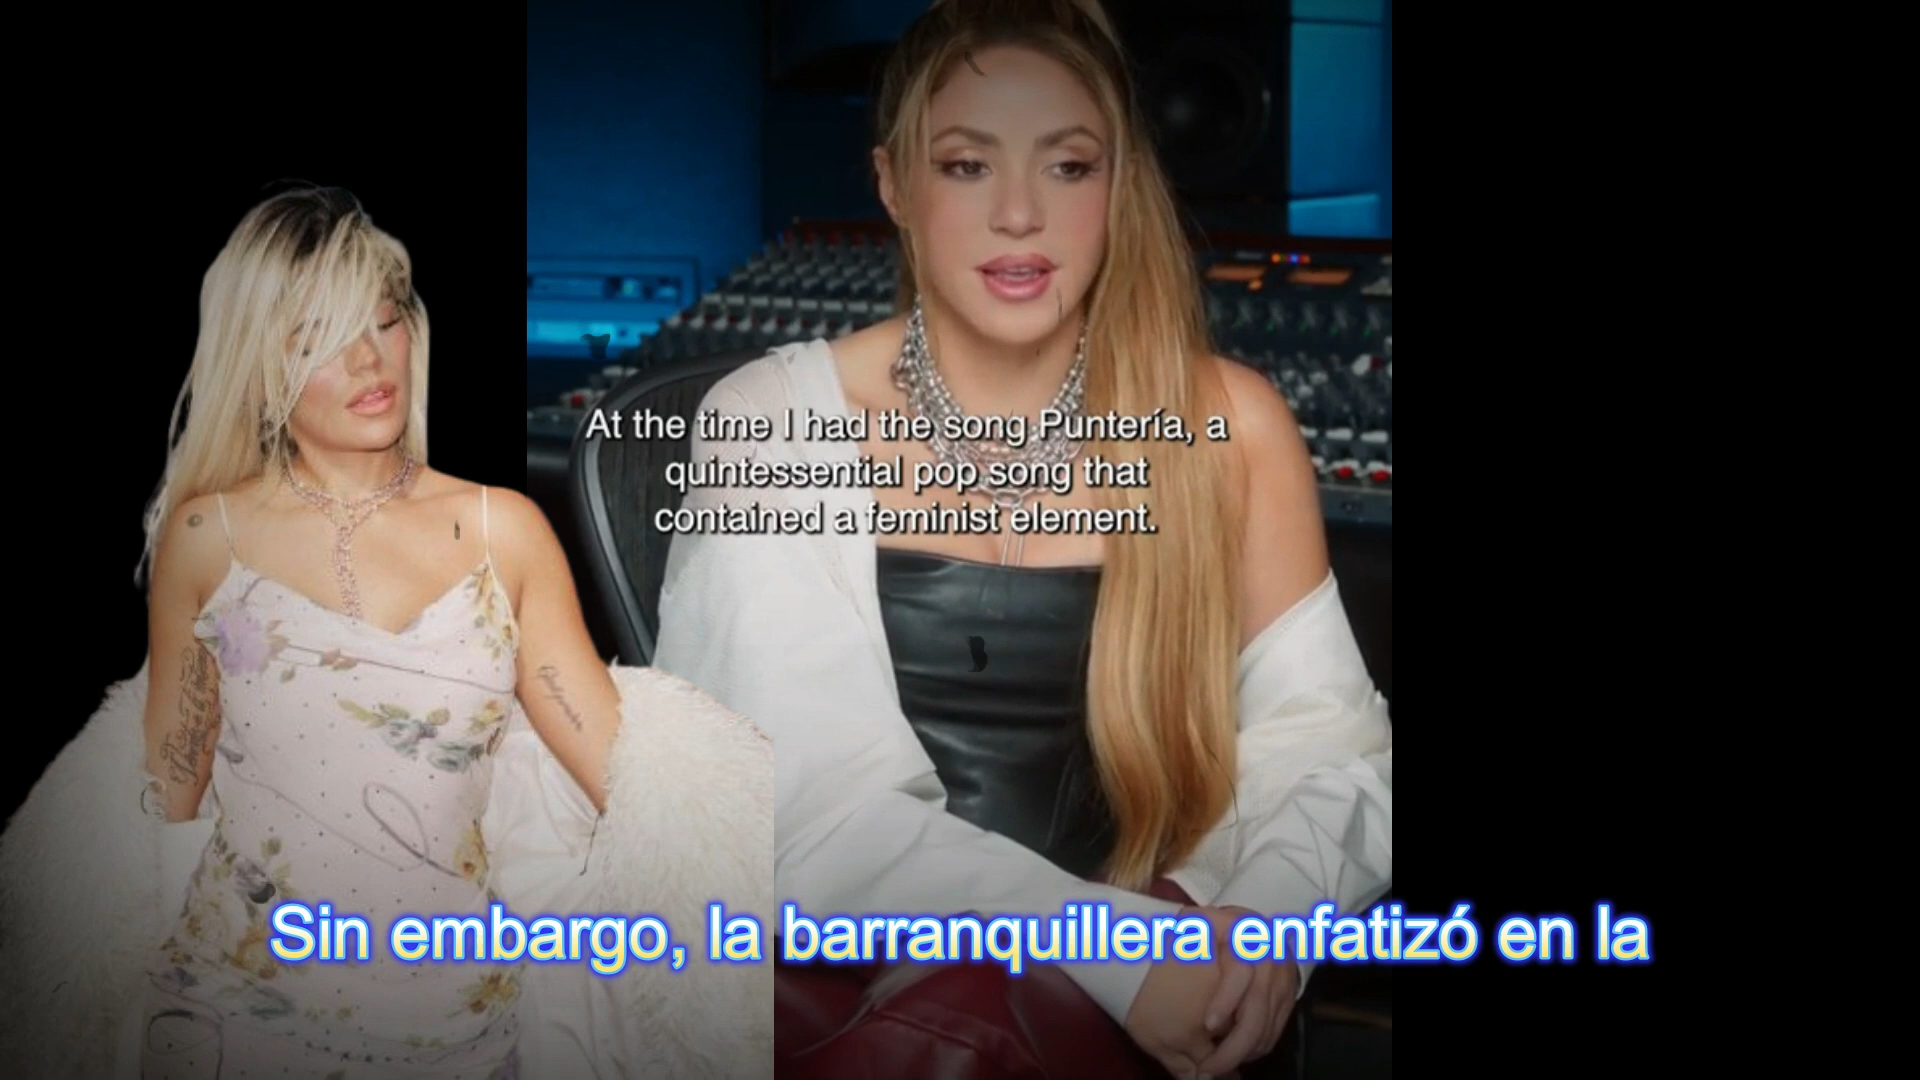 At the time I had the song Puntería, a
quintessential pop song that
contained a feminist element.
Sin embargo, la barranquillera enfatizó en la